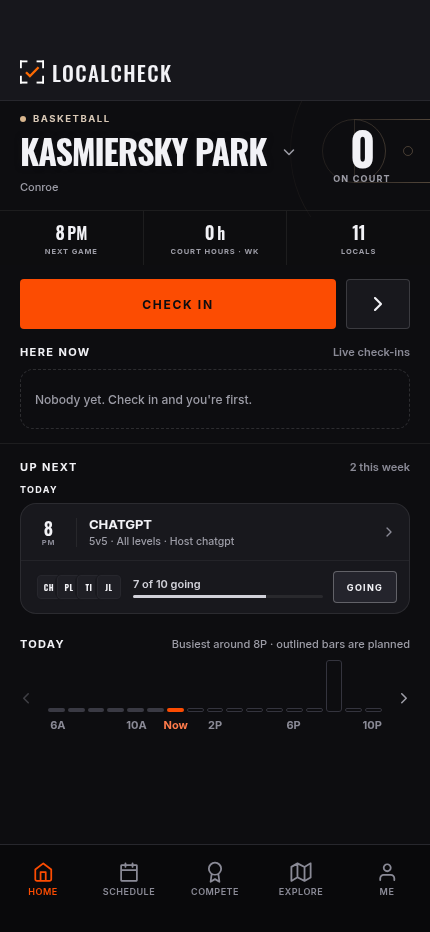 LOCALCHECK
BASKETBALL
KASMIERSKY PARK
Conroe
0
ON COURT
8 PM
NEXT GAME
0 h
COURT HOURS · WK
11
LOCALS
CHECK IN
HERE NOW
Live check-ins
Nobody yet. Check in and you're first.
UP NEXT
2 this week
TODAY
8
PM
CHATGPT
5v5 · All levels · Host chatgpt
CH PL TI JL
7 of 10 going
GOING
TODAY
Busiest around 8P · outlined bars are planned
6A 10A Now 2P 6P 10P
HOME SCHEDULE COMPETE EXPLORE ME